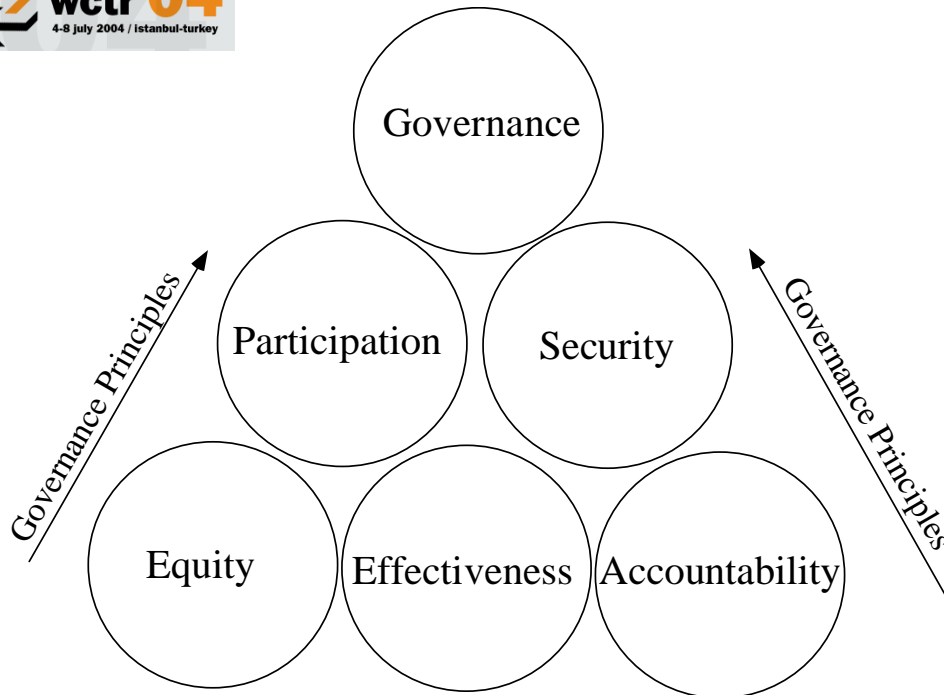 wctr 04
4-8 july 2004 / istanbul-turkey
Governance
Governance Principles
Governance Principles
Participation
Security
Equity
Effectiveness
Accountability